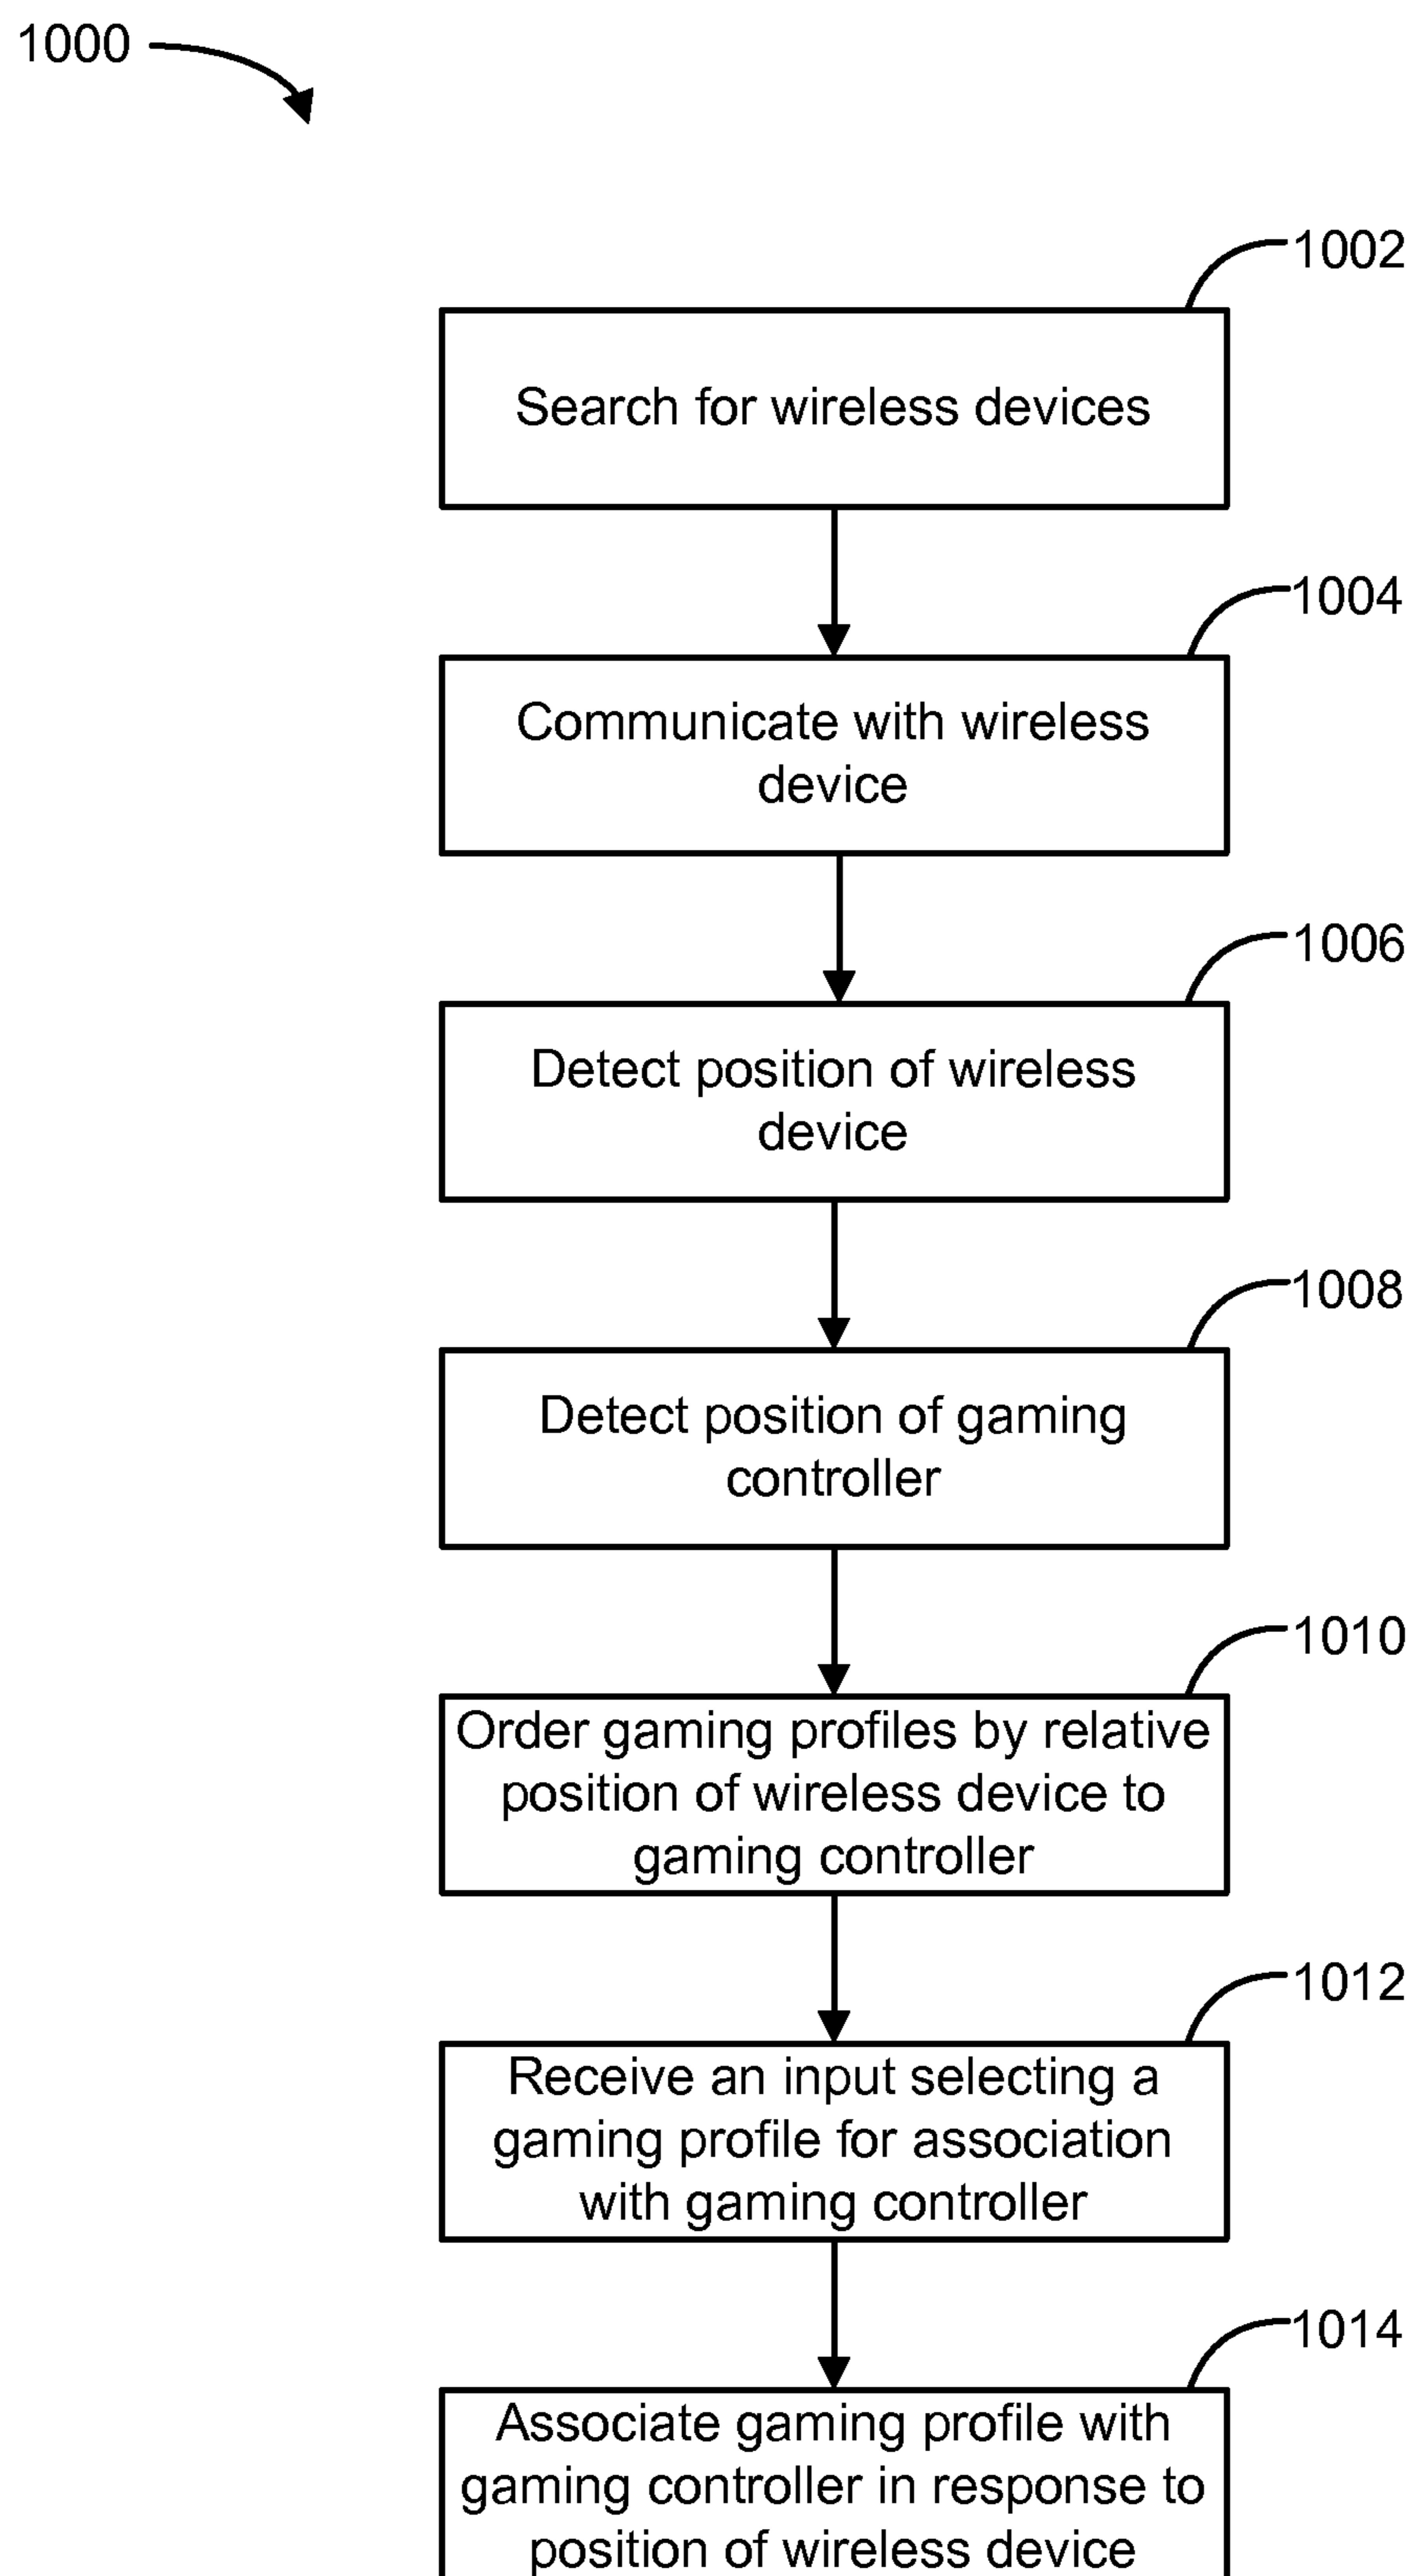 1000
1002
Search for wireless devices
1004
Communicate with wireless
device
1006
Detect position of wireless
device
1008
Detect position of gaming
controller
1010
Order gaming profiles by relative
position of wireless device to
gaming controller
1012
Receive an input selecting a
gaming profile for association
with gaming controller
1014
Associate gaming profile with
gaming controller in response to
position of wireless device